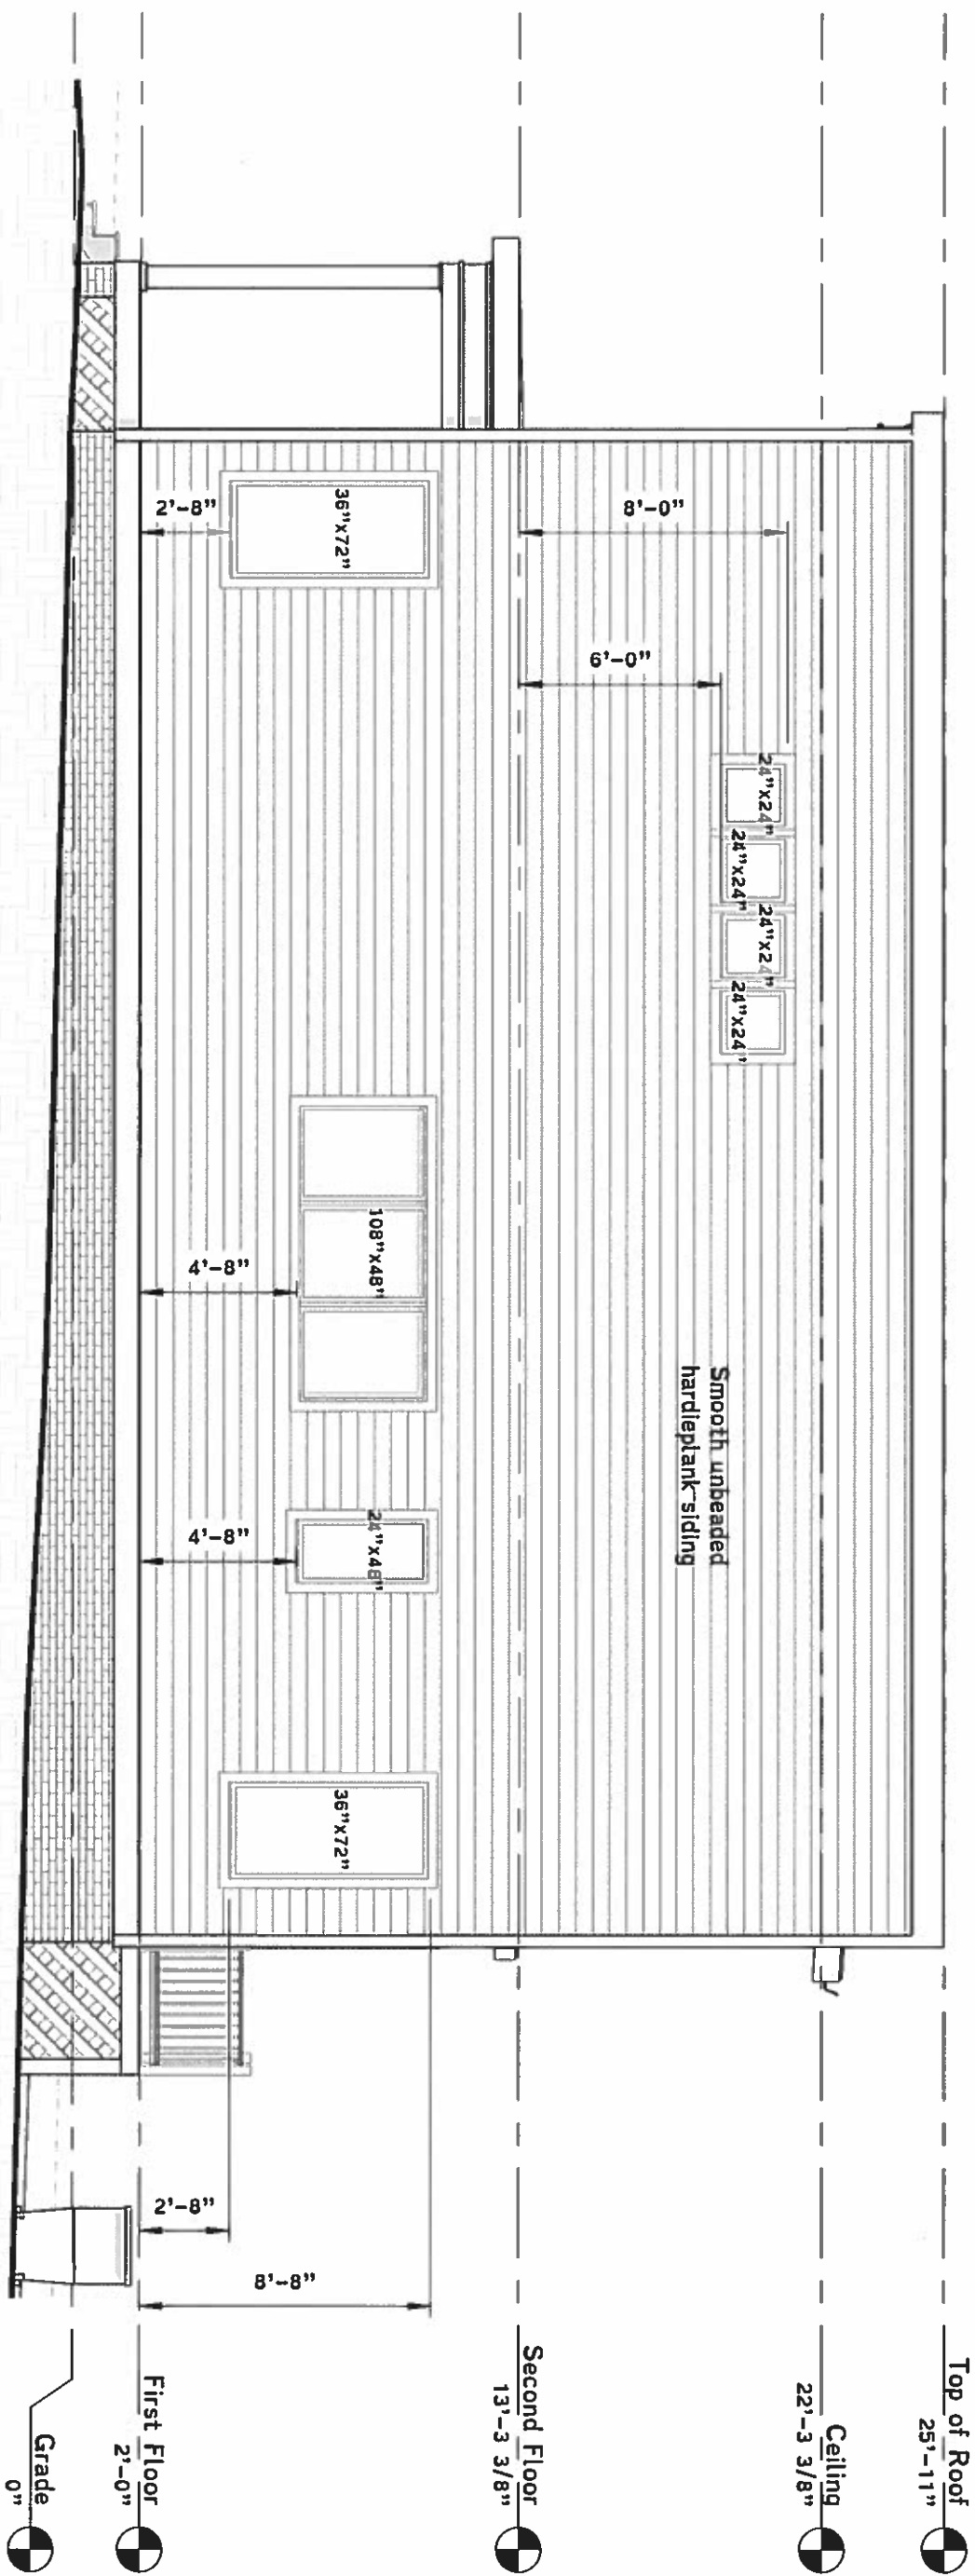 Top of Roof
25'-11"
Ceiling
22'-3 3/8"
Second Floor
13'-3 3/8"
First Floor
2'-0"
Grade
0"
8'-0"
6'-0"
24"x24"
24"x24"
24"x24"
24"x24"
Smooth unbeaded
hardieplank siding
2'-8"
36"x72"
4'-8"
108"x48"
4'-8"
24"x48"
36"x72"
2'-8"
8'-8"